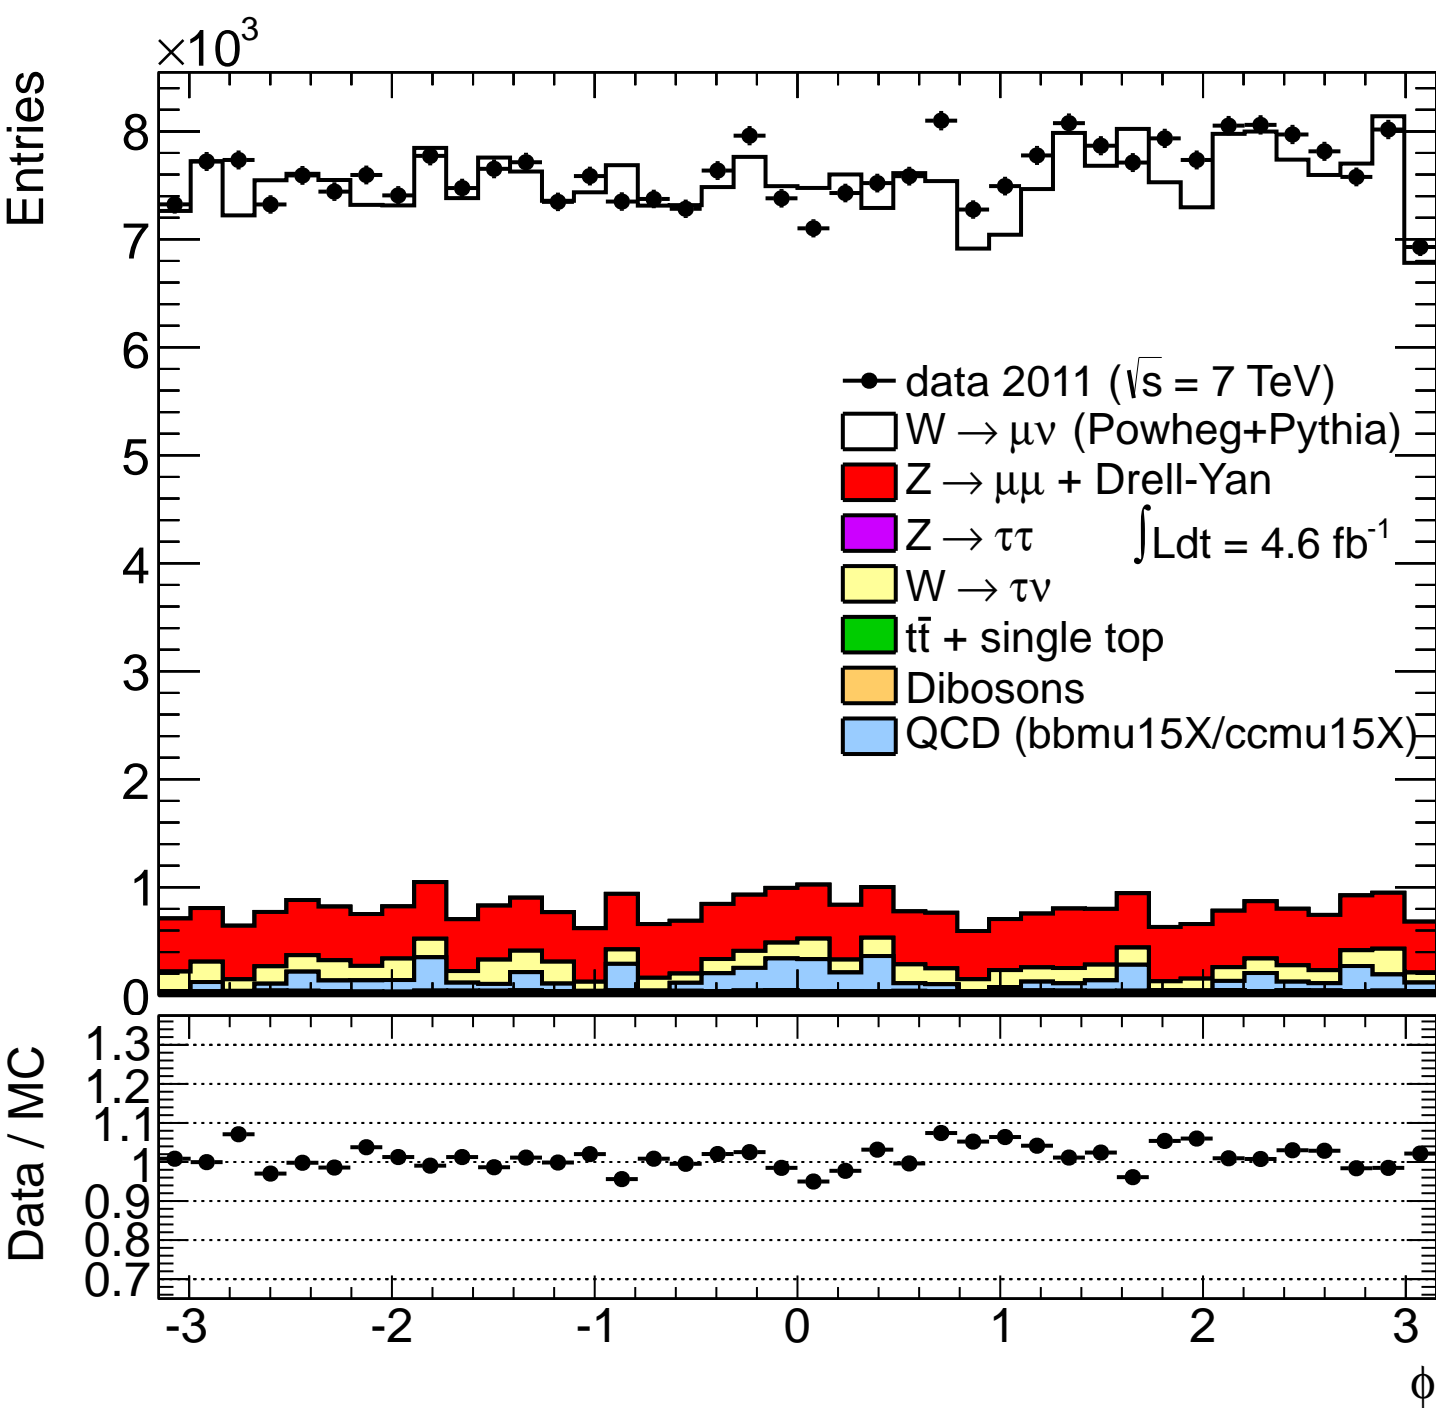 ×10³
Entries
8
7
6
5
4
3
2
1
0
data 2011 (√s = 7 TeV)
W → μν (Powheg+Pythia)
Z → μμ + Drell-Yan
Z → ττ
∫Ldt = 4.6 fb⁻¹
W → τν
tt̄ + single top
Dibosons
QCD (bbmu15X/ccmu15X)
Data / MC
1.3
1.2
1.1
1
0.9
0.8
0.7
-3 -2 -1 0 1 2 3
ϕ